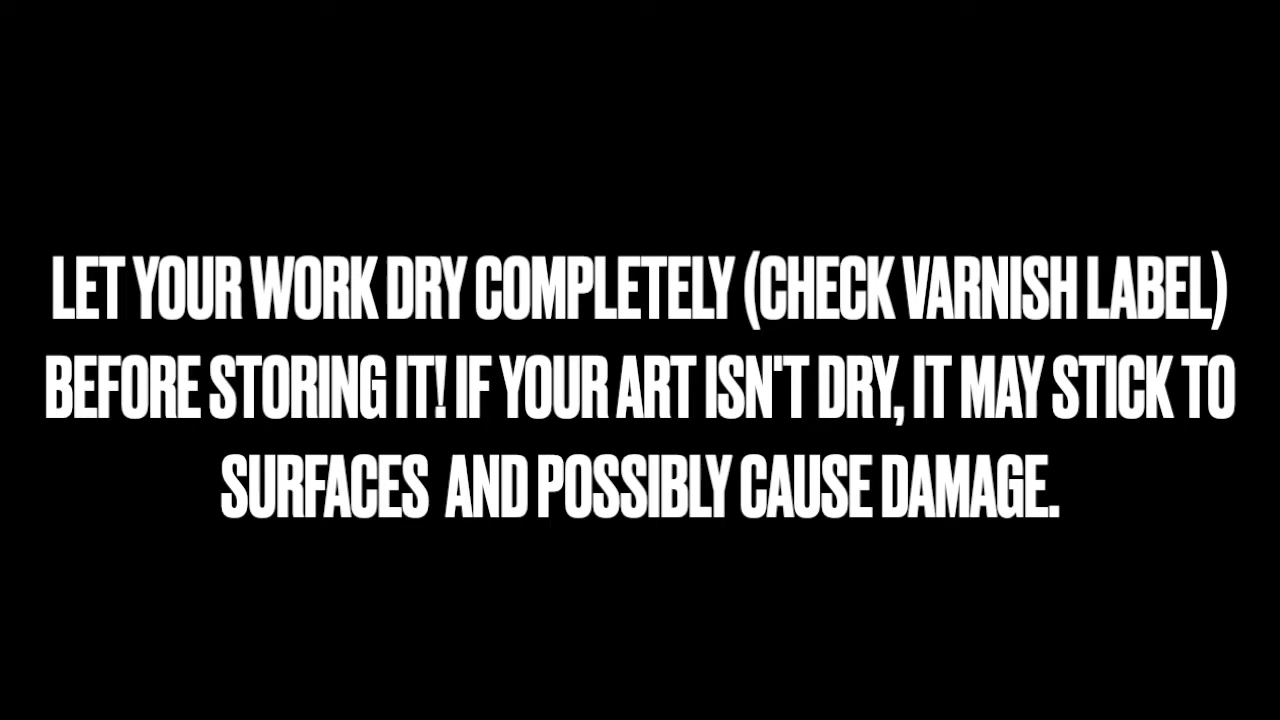 LET YOUR WORK DRY COMPLETELY (CHECK VARNISH LABEL)
BEFORE STORING IT! IF YOUR ART ISN'T DRY, IT MAY STICK TO
SURFACES  AND POSSIBLY CAUSE DAMAGE.